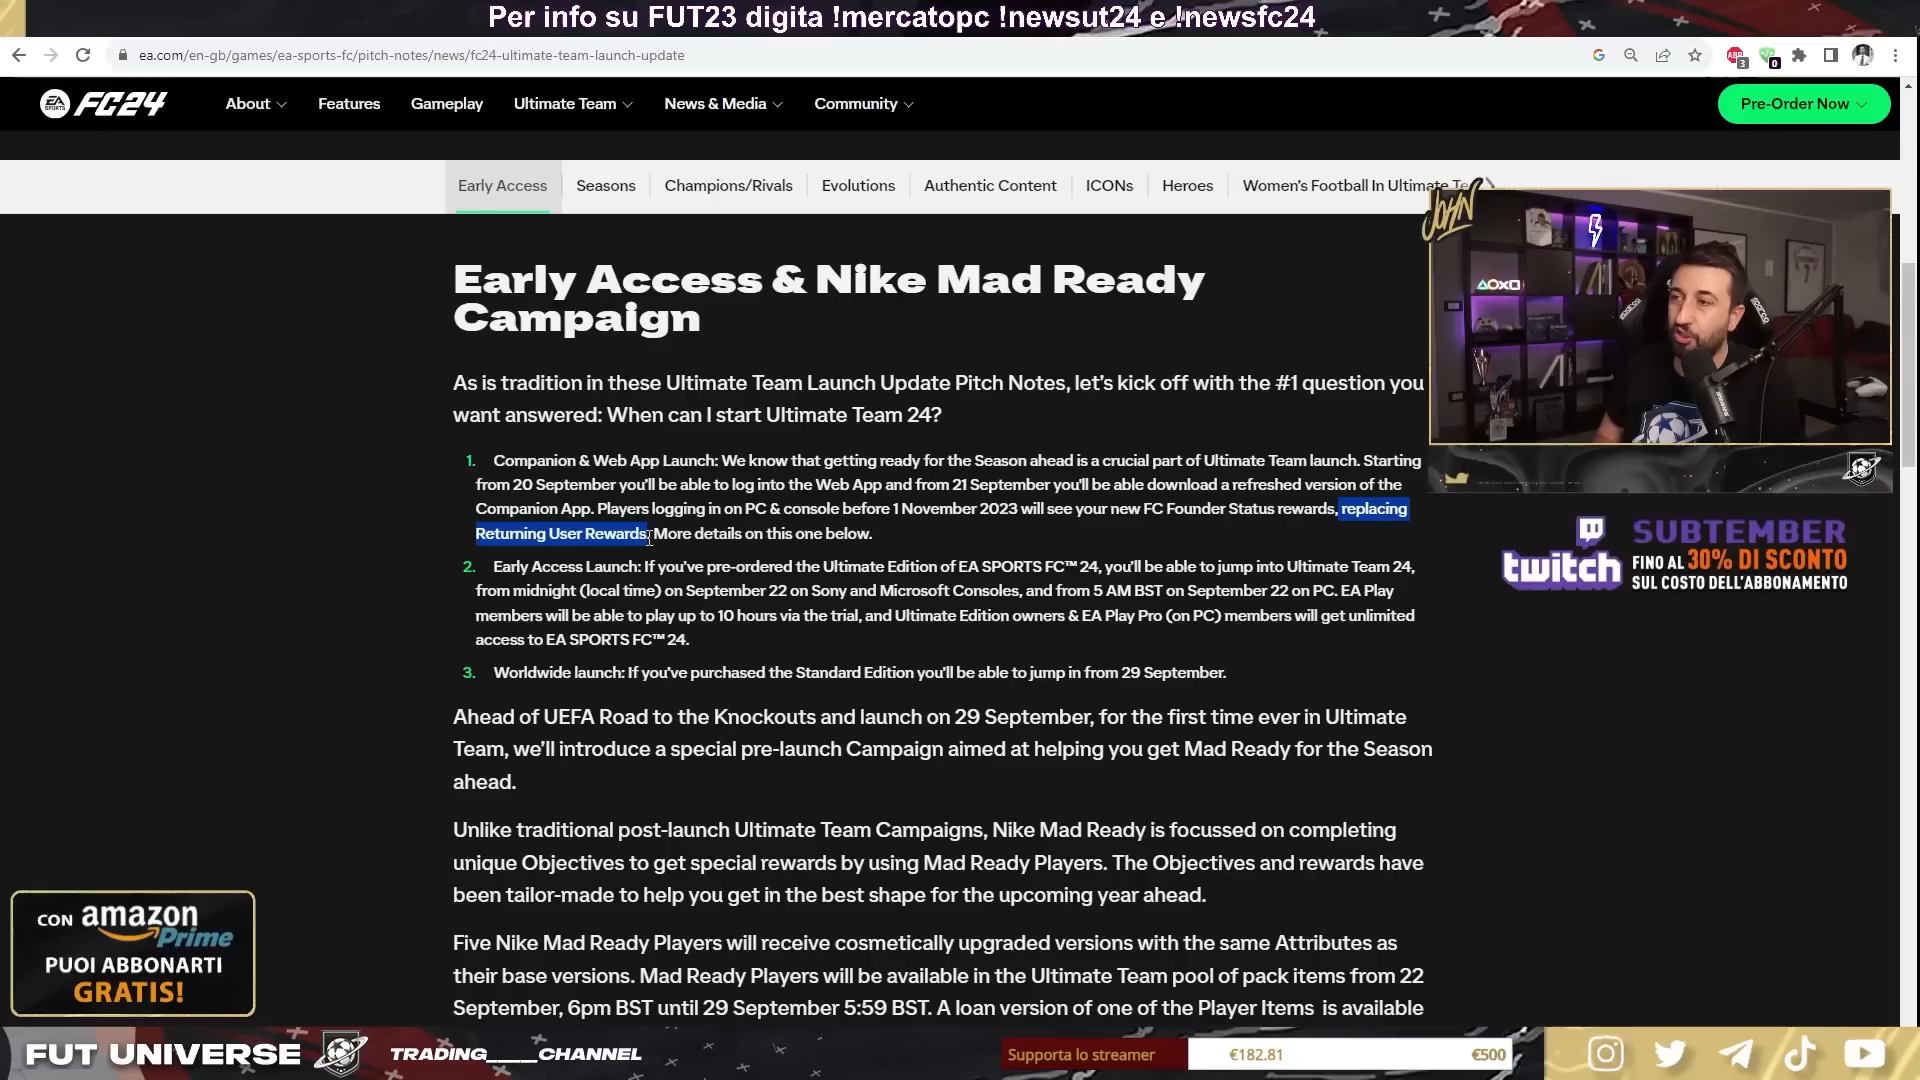 Per info su FUT23 digita !mercatopc !newsut24 e !newsfc24
ea.com/en-gb/games/ea-sports-fc/pitch-notes/news/fc24-ultimate-team-launch-update
ABP
3
0
EA
SPORTS
FC24
About
Features
Gameplay
Ultimate Team
News & Media
Community
Pre-Order Now
Early Access
Seasons
Champions/Rivals
Evolutions
Authentic Content
ICONs
Heroes
Women's Football In Ultimate Te
JOHN
Early Access & Nike Mad Ready
Campaign
As is tradition in these Ultimate Team Launch Update Pitch Notes, let's kick off with the #1 question you
want answered: When can I start Ultimate Team 24?
1. Companion & Web App Launch: We know that getting ready for the Season ahead is a crucial part of Ultimate Team launch. Starting
from 20 September you'll be able to log into the Web App and from 21 September you'll be able download a refreshed version of the
Companion App. Players logging in on PC & console before 1 November 2023 will see your new FC Founder Status rewards, replacing
Returning User Rewards. More details on this one below.
2. Early Access Launch: If you've pre-ordered the Ultimate Edition of EA SPORTS FC™ 24, you'll be able to jump into Ultimate Team 24,
from midnight (local time) on September 22 on Sony and Microsoft Consoles, and from 5 AM BST on September 22 on PC. EA Play
members will be able to play up to 10 hours via the trial, and Ultimate Edition owners & EA Play Pro (on PC) members will get unlimited
access to EA SPORTS FC™ 24.
3. Worldwide launch: If you've purchased the Standard Edition you'll be able to jump in from 29 September.
Ahead of UEFA Road to the Knockouts and launch on 29 September, for the first time ever in Ultimate
Team, we'll introduce a special pre-launch Campaign aimed at helping you get Mad Ready for the Season
ahead.
Unlike traditional post-launch Ultimate Team Campaigns, Nike Mad Ready is focussed on completing
unique Objectives to get special rewards by using Mad Ready Players. The Objectives and rewards have
been tailor-made to help you get in the best shape for the upcoming year ahead.
Five Nike Mad Ready Players will receive cosmetically upgraded versions with the same Attributes as
their base versions. Mad Ready Players will be available in the Ultimate Team pool of pack items from 22
September, 6pm BST until 29 September 5:59 BST. A loan version of one of the Player Items is available
sparco
sparco
7
twitch
SUBTEMBER
FINO AL 30% DI SCONTO
SUL COSTO DELL'ABBONAMENTO
CON amazon
Prime
PUOI ABBONARTI
GRATIS!
FUT UNIVERSE
TRADING____CHANNEL
Supporta lo streamer
€182.81
€500